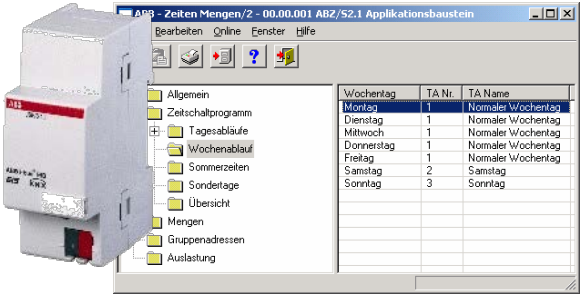 ABB - Zeiten Mengen/2 - 00.00.001 ABZ/S2.1 Applikationsbaustein
Bearbeiten Online Fenster Hilfe
Allgemein
Zeitschaltprogramm
Tagesabläufe
Wochenablauf
Sommerzeiten
Sondertage
Übersicht
Mengen
Gruppenadressen
Auslastung
Wochentag TA Nr. TA Name
Montag 1 Normaler Wochentag
Dienstag 1 Normaler Wochentag
Mittwoch 1 Normaler Wochentag
Donnerstag 1 Normaler Wochentag
Freitag 1 Normaler Wochentag
Samstag 2 Samstag
Sonntag 3 Sonntag
ABB
KNX